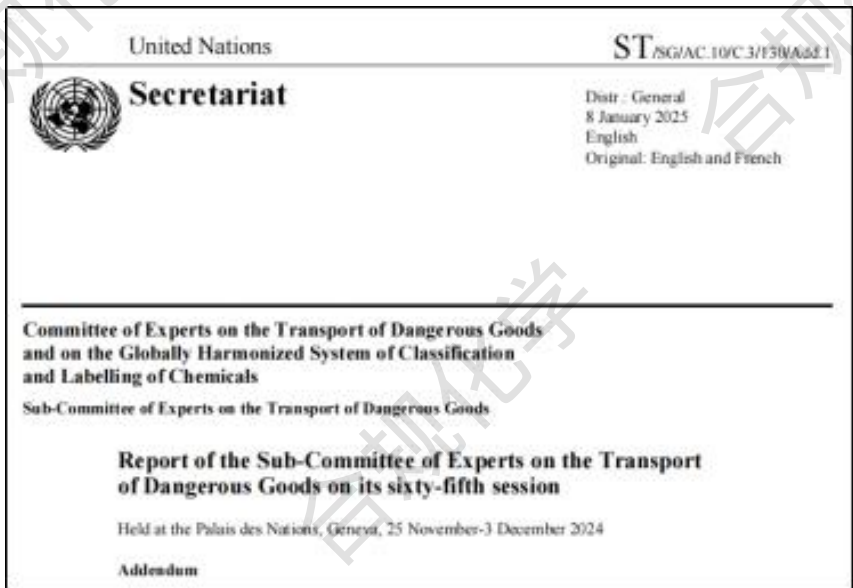 United Nations
ST/SG/AC.10/C.3/130/Add.1
Secretariat
Distr.: General
8 January 2025
English
Original: English and French
Committee of Experts on the Transport of Dangerous Goods
and on the Globally Harmonized System of Classification
and Labelling of Chemicals
Sub-Committee of Experts on the Transport of Dangerous Goods
Report of the Sub-Committee of Experts on the Transport
of Dangerous Goods on its sixty-fifth session
Held at the Palais des Nations, Geneva, 25 November-3 December 2024
Addendum
合规化学